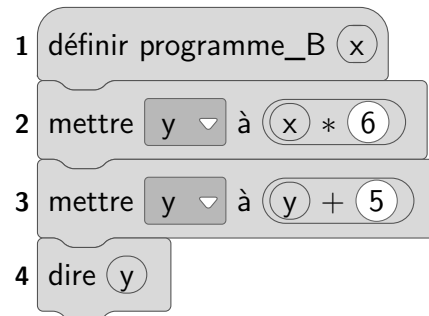 1 définir programme_B x
2 mettre y à x * 6
3 mettre y à y + 5
4 dire y